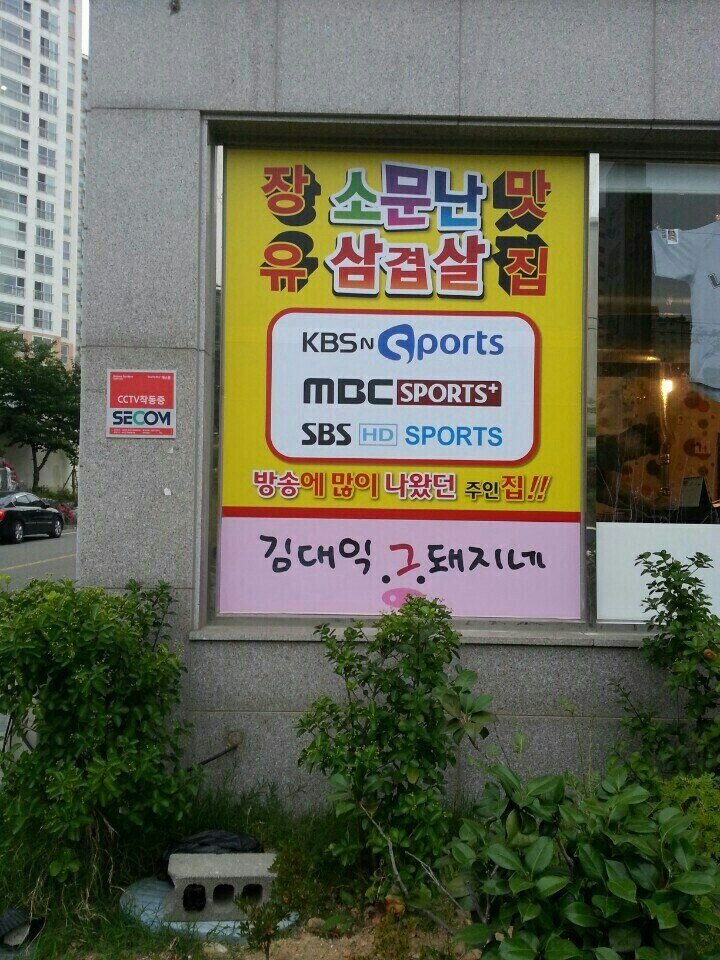 장유 소문난 삼겹살 맛집
KBS N Sports
MBC SPORTS+
SBS HD SPORTS
방송에 많이 나왔던 주인집!!
김대익.그.돼지네
CCTV작동중
SECOM